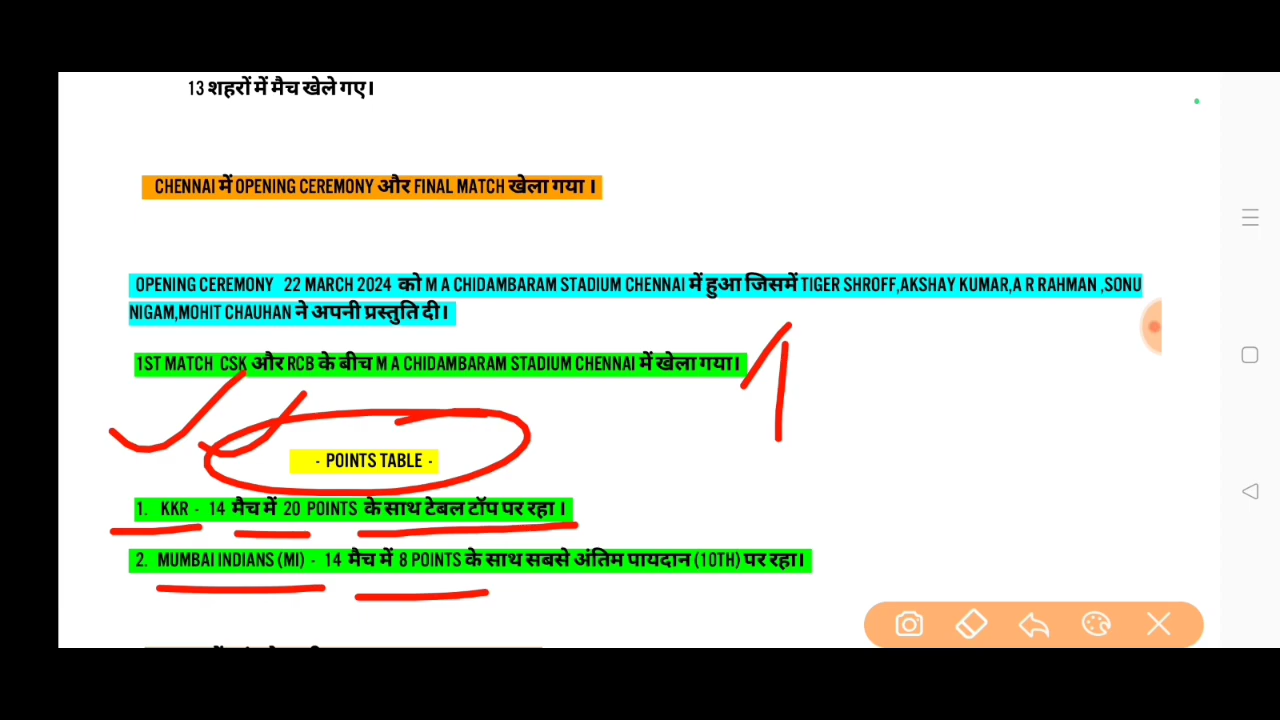 13 शहरों में मैच खेले गए।
CHENNAI में OPENING CEREMONY और FINAL MATCH खेला गया ।
OPENING CEREMONY 22 MARCH 2024 को M A CHIDAMBARAM STADIUM CHENNAI में हुआ जिसमें TIGER SHROFF,AKSHAY KUMAR,A R RAHMAN ,SONU
NIGAM,MOHIT CHAUHAN ने अपनी प्रस्तुति दी।
1ST MATCH CSK और RCB के बीच M A CHIDAMBARAM STADIUM CHENNAI में खेला गया। 1
- POINTS TABLE -
1. KKR - 14 मैच में 20 POINTS के साथ टेबल टॉप पर रहा ।
2. MUMBAI INDIANS (MI) - 14 मैच में 8 POINTS के साथ सबसे अंतिम पायदान (10TH) पर रहा।